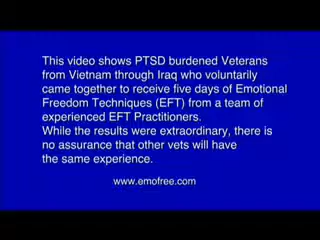 This video shows PTSD burdened Veterans
from Vietnam through Iraq who voluntarily
came together to receive five days of Emotional
Freedom Techniques (EFT) from a team of
experienced EFT Practitioners.
While the results were extraordinary, there is
no assurance that other vets will have
the same experience.
www.emofree.com